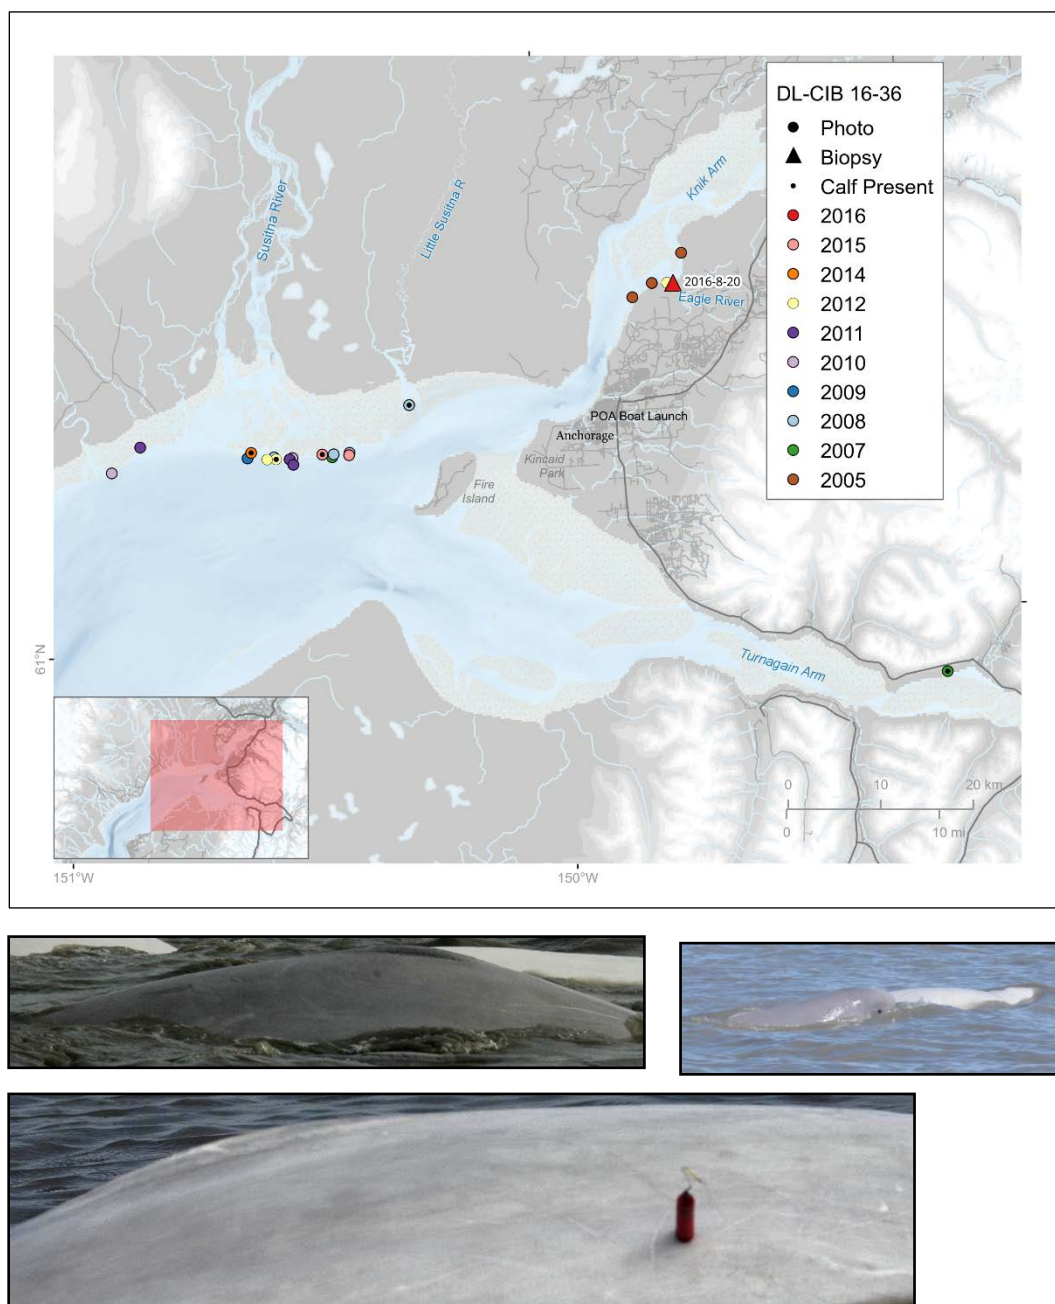 DL-CIB 16-36
Photo
Biopsy
Calf Present
2016
2015
2014
2012
2011
2010
2009
2008
2007
2005
Knik Arm
Susitna River
Little Susitna R
2016-8-20
Eagle River
POA Boat Launch
Anchorage
Kincaid
Park
Fire
Island
61°N
Turnagain Arm
0 10 20 km
0 10 mi
151°W 150°W